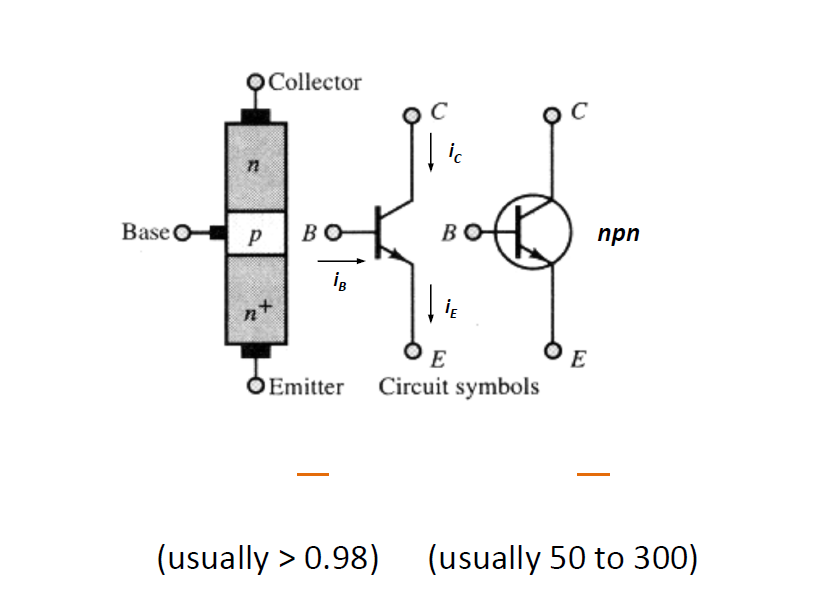 Collector
C
C
i_C
n
Base
p
B
B
npn
i_B
n+
i_E
E
E
Emitter
Circuit symbols
(usually > 0.98)
(usually 50 to 300)